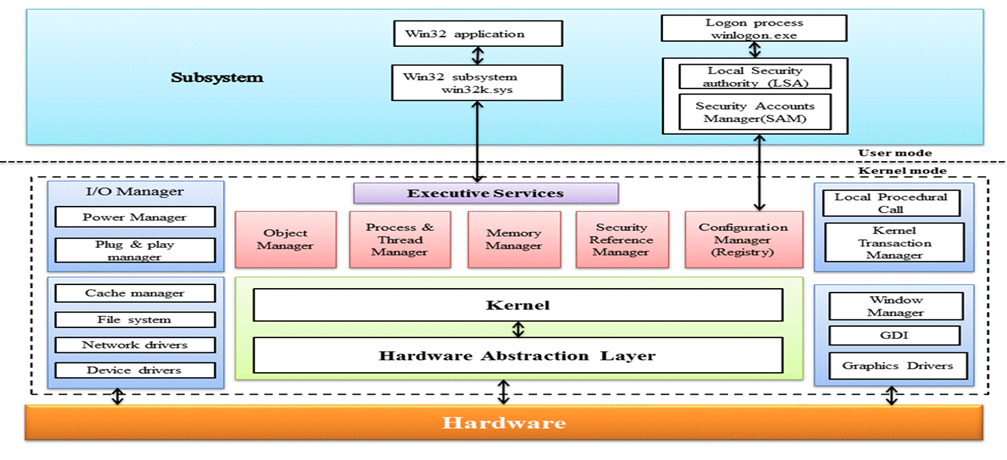 Subsystem
Win32 application
Win32 subsystem
win32k.sys
Logon process
winlogon.exe
Local Security
authority (LSA)
Security Accounts
Manager(SAM)
User mode
Kernel mode
I/O Manager
Power Manager
Plug & play
manager
Cache manager
File system
Network drivers
Device drivers
Executive Services
Object
Manager
Process &
Thread
Manager
Memory
Manager
Security
Reference
Manager
Configuration
Manager
(Registry)
Kernel
Hardware Abstraction Layer
Local Procedural
Call
Kernel
Transaction
Manager
Window
Manager
GDI
Graphics Drivers
Hardware